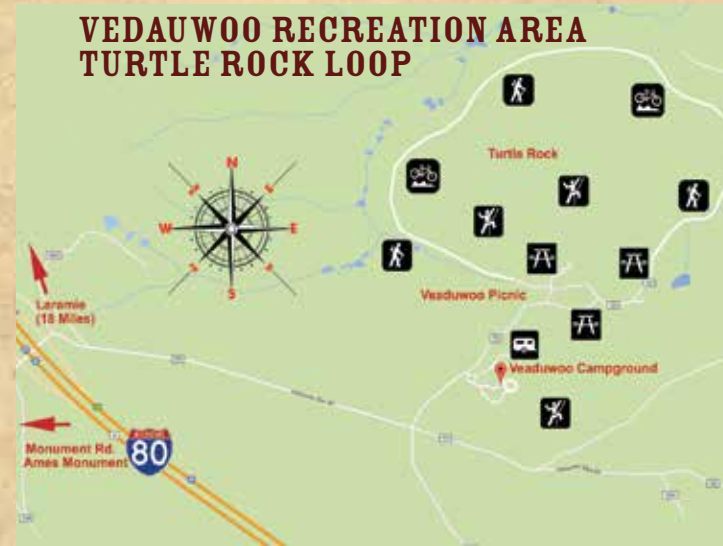 VEDAUWOO RECREATION AREA
TURTLE ROCK LOOP
Turtle Rock
N
W
E
S
Laramie
(18 Miles)
Veaduwoo Picnic
Veaduwoo Campground
Monument Rd.
Ames Monument
80